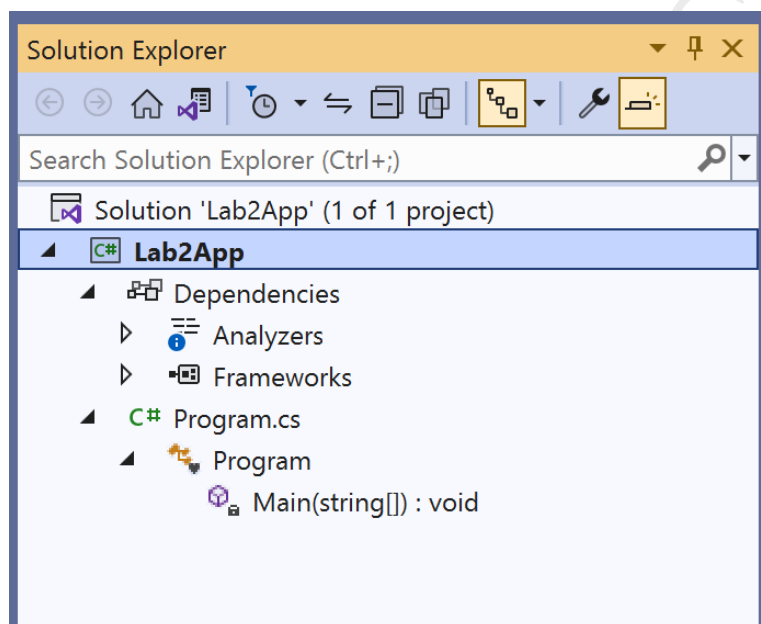 Solution Explorer
Search Solution Explorer (Ctrl+;)
Solution 'Lab2App' (1 of 1 project)
C# Lab2App
Dependencies
Analyzers
Frameworks
C# Program.cs
Program
Main(string[]) : void